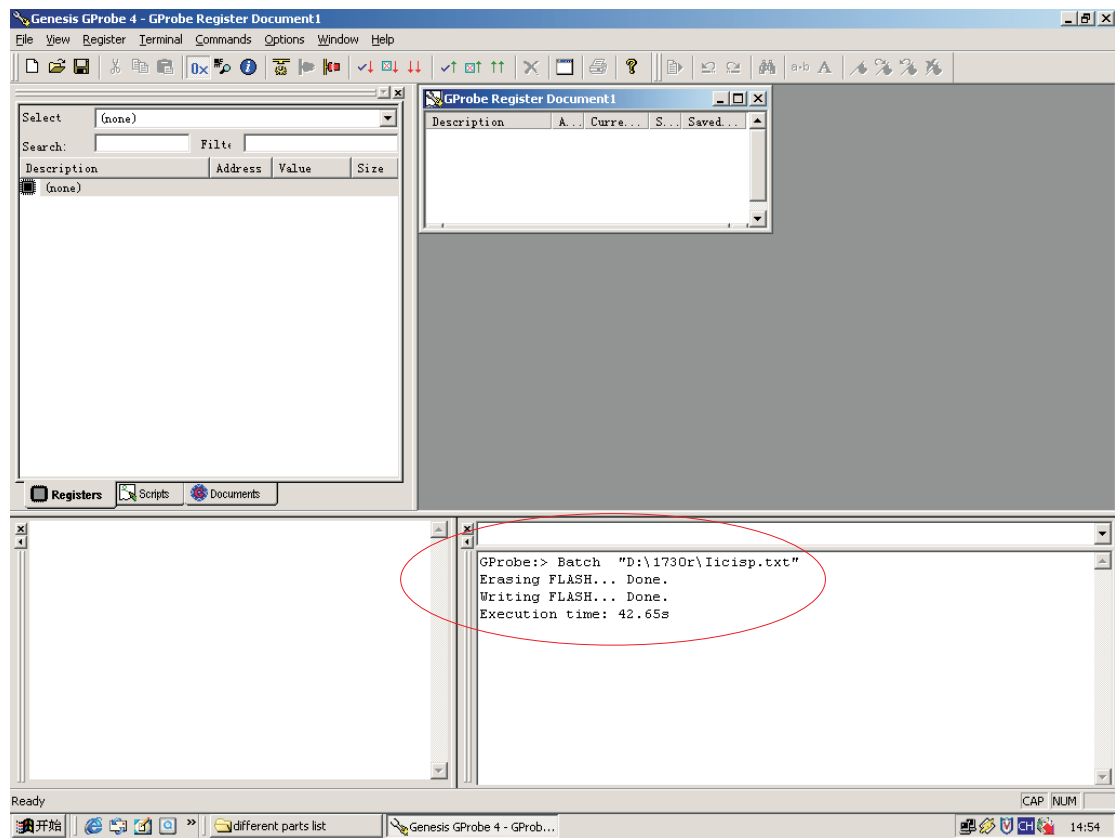 Genesis GProbe 4 - GProbe Register Document1
File View Register Terminal Commands Options Window Help
0x
a+b A
Select (none)
Search: Filte
Description Address Value Size
(none)
Registers Scripts Documents
GProbe Register Document1
Description A... Curre... S... Saved...
GProbe:> Batch "D:\1730r\Iicisp.txt"
Erasing FLASH... Done.
Writing FLASH... Done.
Execution time: 42.65s
Ready CAP NUM
开始 » different parts list Genesis GProbe 4 - GProb... CH 14:54